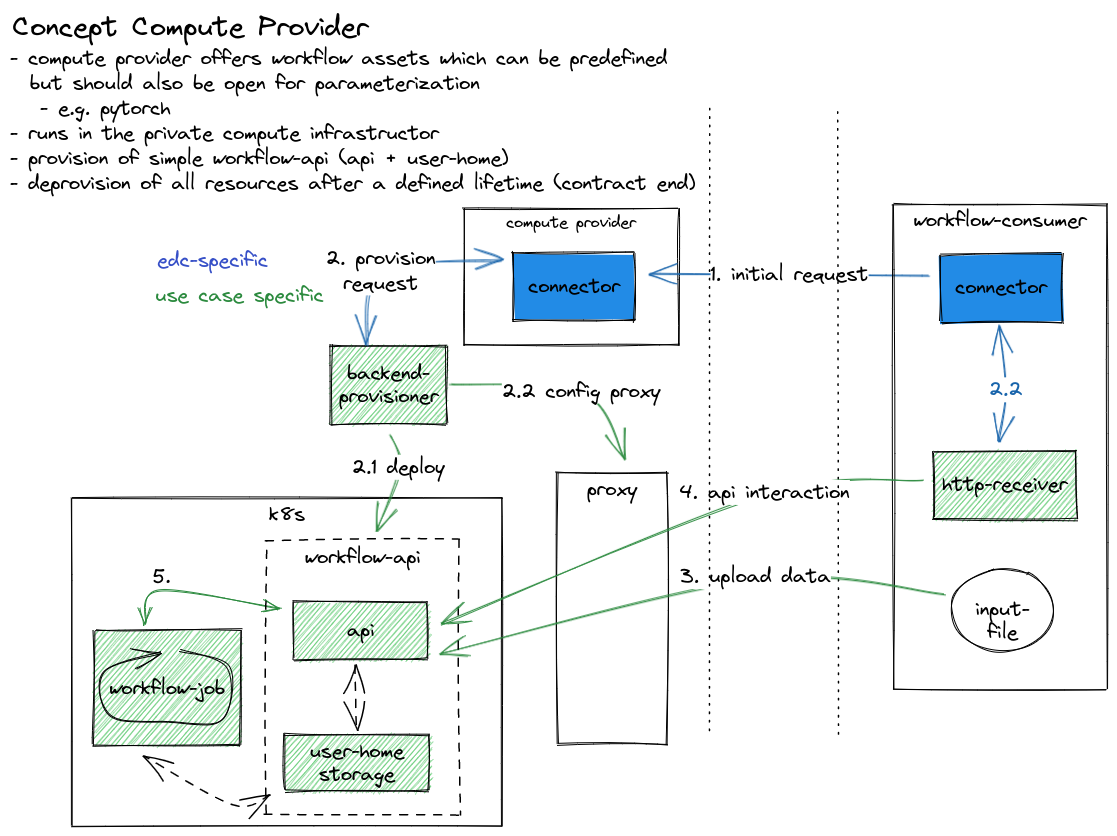 Concept Compute Provider
- compute provider offers workflow assets which can be predefined
but should also be open for parameterization
- e.g. pytorch
- runs in the private compute infrastructor
- provision of simple workflow-api (api + user-home)
- deprovision of all resources after a defined lifetime (contract end)
compute provider
workflow-consumer
edc-specific
2. provision
request
connector
1. initial request
connector
use case specific
backend-
provisioner
2.2 config proxy
2.2
2.1 deploy
proxy
4. api interaction
http-receiver
k8s
workflow-api
5.
3. upload data
input-
file
api
workflow-job
user-home
storage